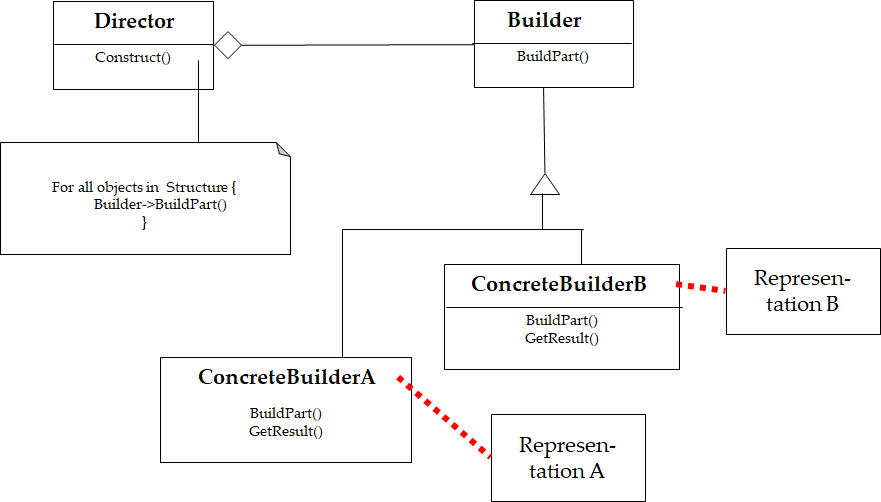 Director
Construct()
Builder
BuildPart()
For all objects in Structure {
Builder->BuildPart()
}
ConcreteBuilderB
BuildPart()
GetResult()
Represen-
tation B
ConcreteBuilderA
BuildPart()
GetResult()
Represen-
tation A